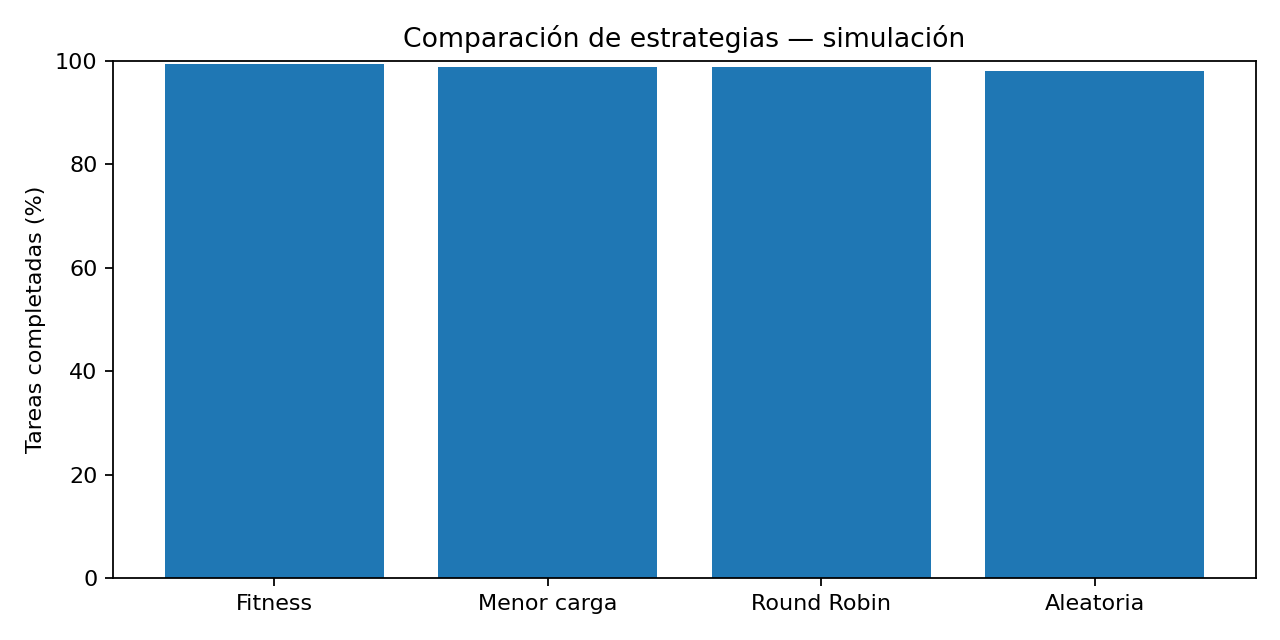 Comparación de estrategias — simulación
Tareas completadas (%)
100
80
60
40
20
0
Fitness
Menor carga
Round Robin
Aleatoria